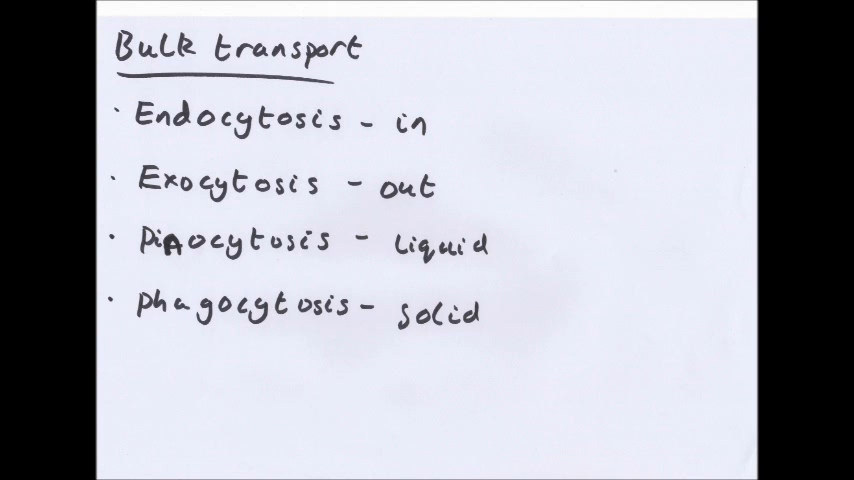 Bulk transport
· Endocytosis - in
· Exocytosis - out
· Pinocytosis - liquid
· Phagocytosis - solid